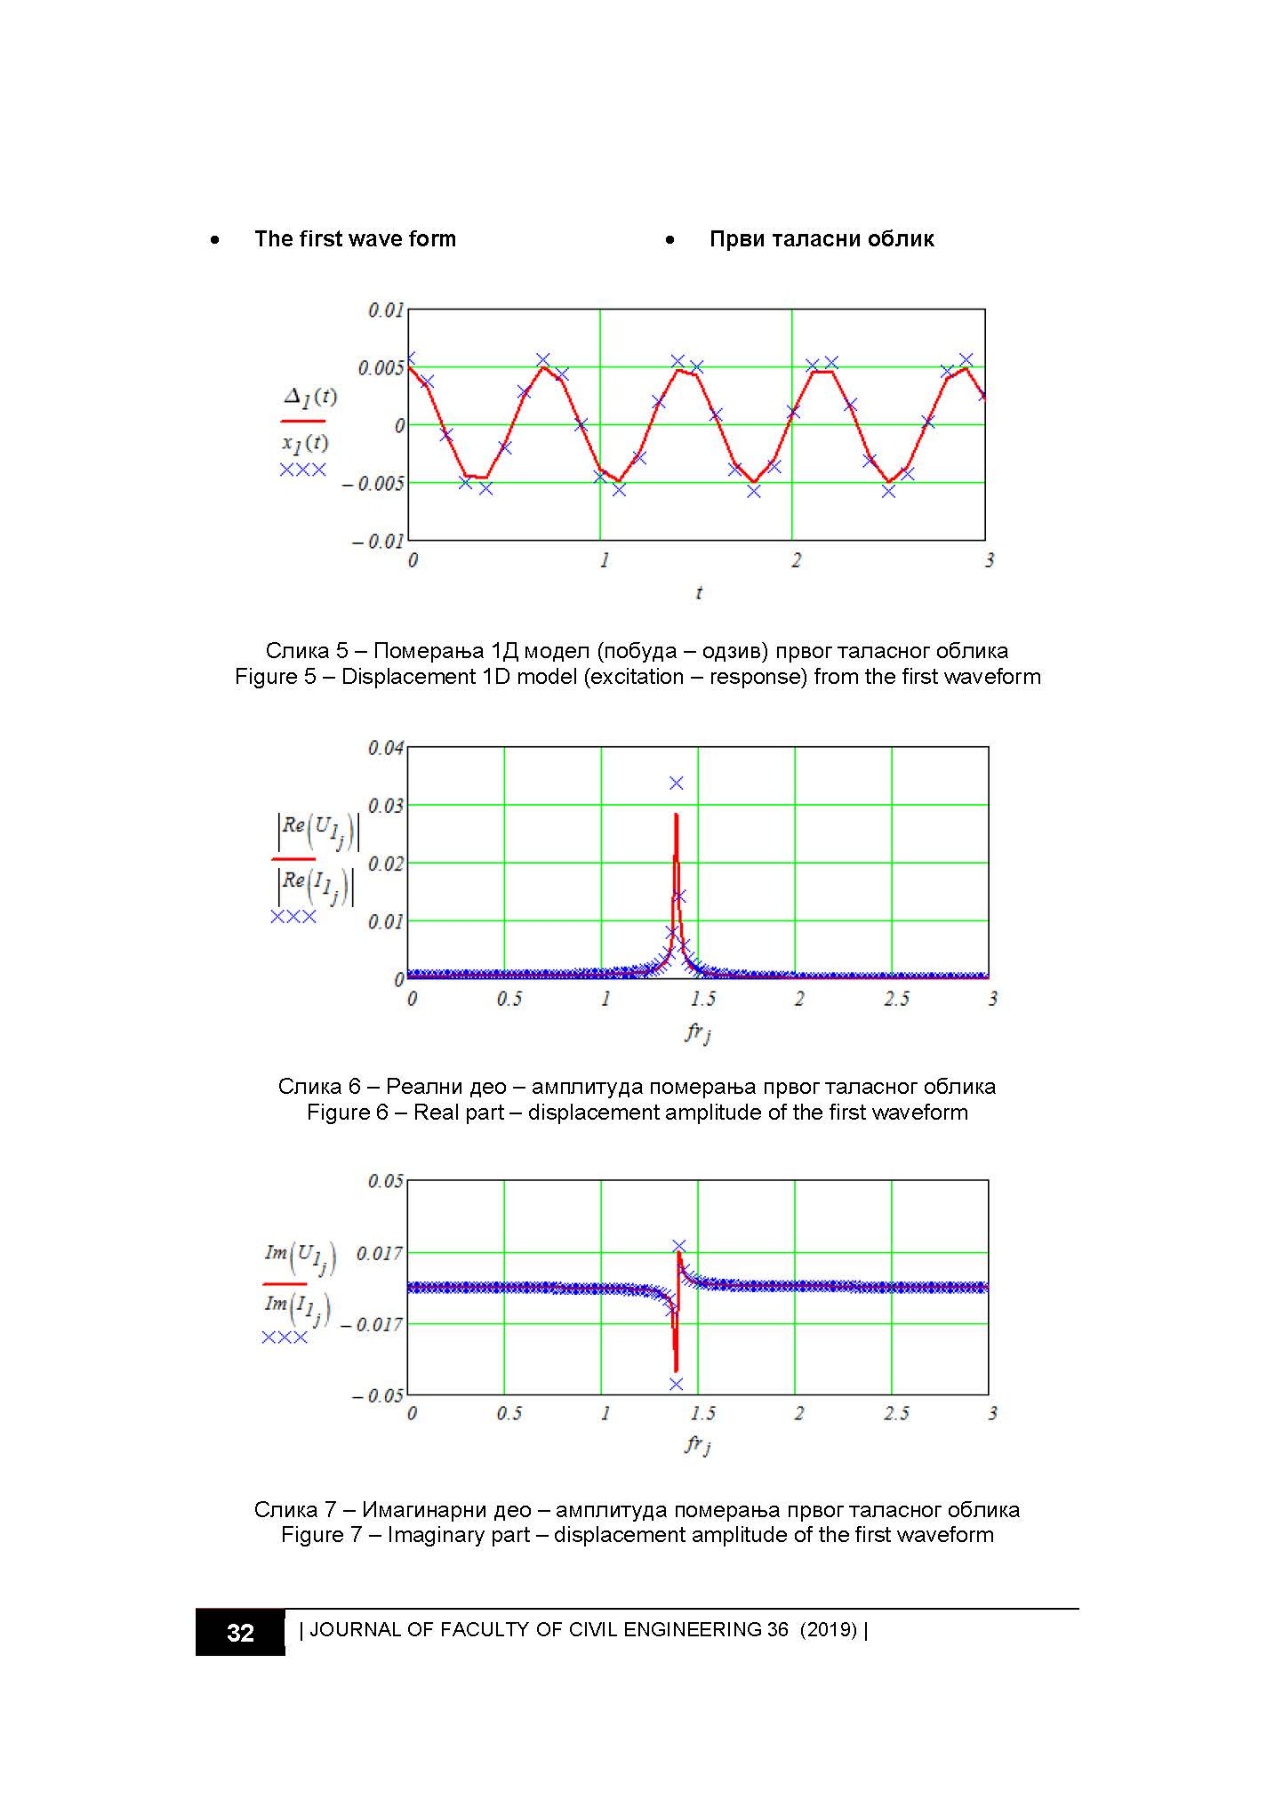 • The first wave form
• Први таласни облик
0.01
0.005
0
−0.005
−0.01
Δ1(t)
x1(t)
×××
0 1 2 3
t
Слика 5 – Померања 1Д модел (побуда – одзив) првог таласног облика
Figure 5 – Displacement 1D model (excitation – response) from the first waveform
0.04
0.03
0.02
0.01
0
|Re(U1j)|
|Re(I1j)|
×××
0 0.5 1 1.5 2 2.5 3
frj
Слика 6 – Реални део – амплитуда померања првог таласног облика
Figure 6 – Real part – displacement amplitude of the first waveform
0.05
0.017
−0.017
−0.05
Im(U1j)
Im(I1j)
×××
0 0.5 1 1.5 2 2.5 3
frj
Слика 7 – Имагинарни део – амплитуда померања првог таласног облика
Figure 7 – Imaginary part – displacement amplitude of the first waveform
32 | JOURNAL OF FACULTY OF CIVIL ENGINEERING 36 (2019) |